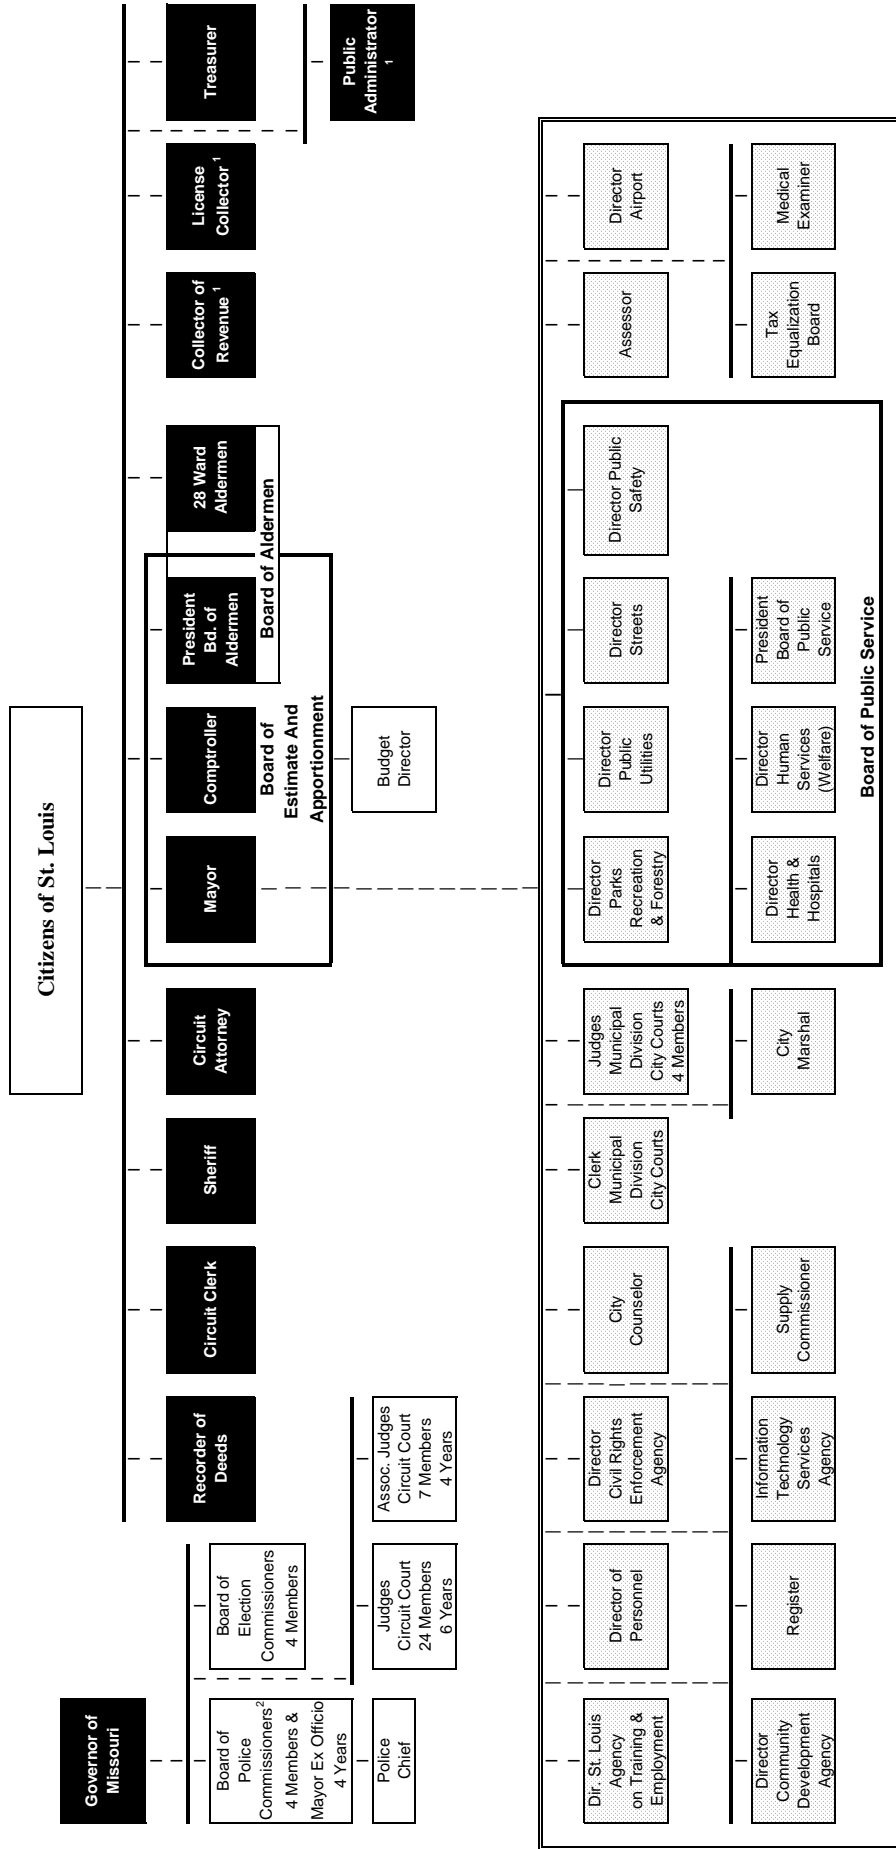 Citizens of St. Louis
Governor of
Missouri
Recorder of
Deeds
Circuit Clerk
Sheriff
Circuit
Attorney
Mayor
Comptroller
President
Bd. of
Aldermen
28 Ward
Aldermen
Collector of
Revenue 1
License
Collector 1
Treasurer
Board of Aldermen
Board of
Estimate And
Apportionment
Public
Administrator
1
Board of
Police
Commissioners2
4 Members &
Mayor Ex Officio
4 Years
Board of
Election
Commissioners
4 Members
Police
Chief
Judges
Circuit Court
24 Members
6 Years
Assoc. Judges
Circuit Court
7 Members
4 Years
Budget
Director
Dir. St. Louis
Agency
on Training &
Employment
Director of
Personnel
Director
Civil Rights
Enforcement
Agency
City
Counselor
Clerk
Municipal
Division
City Courts
Judges
Municipal
Division
City Courts
4 Members
Director
Parks
Recreation
& Forestry
Director
Public
Utilities
Director
Streets
Director Public
Safety
Assessor
Director
Airport
Director
Community
Development
Agency
Register
Information
Technology
Services
Agency
Supply
Commissioner
City
Marshal
Director
Health &
Hospitals
Director
Human
Services
(Welfare)
President
Board of
Public
Service
Tax
Equalization
Board
Medical
Examiner
Board of Public Service